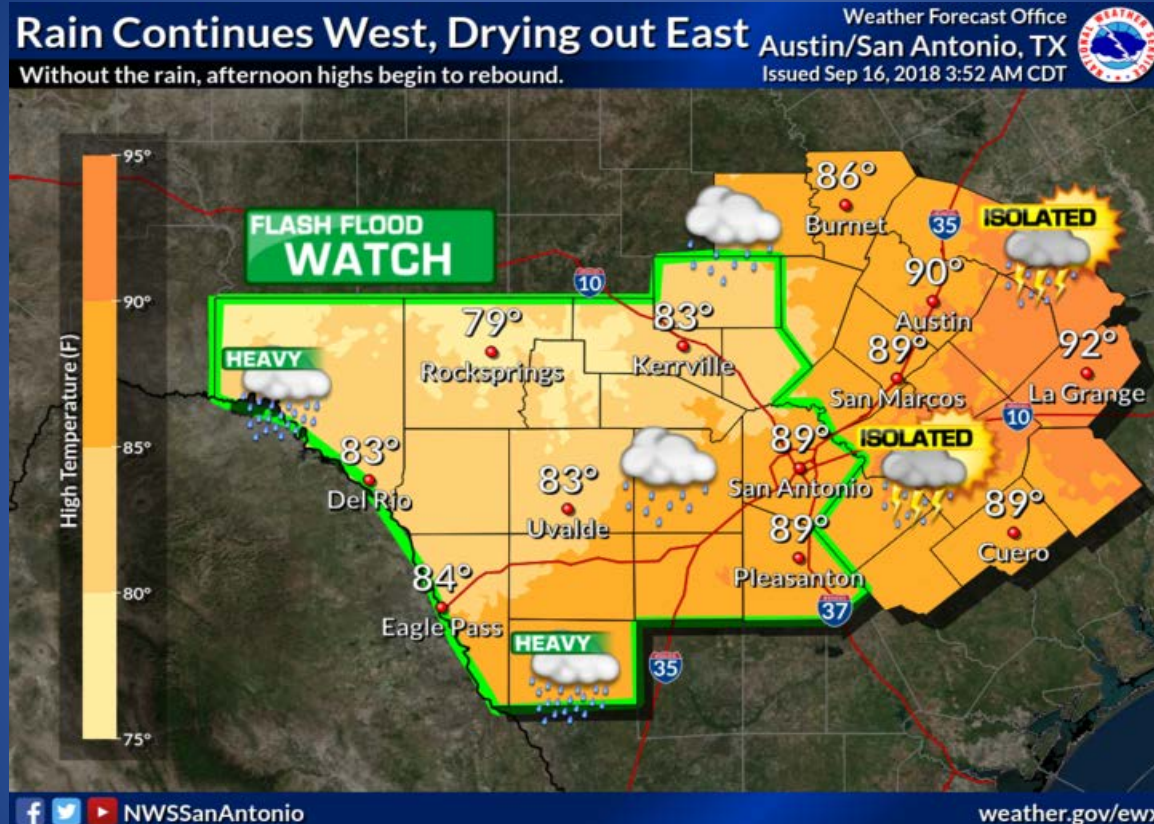 Rain Continues West, Drying out East
Without the rain, afternoon highs begin to rebound.
Weather Forecast Office
Austin/San Antonio, TX
Issued Sep 16, 2018 3:52 AM CDT
NATIONAL WEATHER SERVICE
High Temperature (F)
95°
90°
85°
80°
75°
FLASH FLOOD
WATCH
86°
Burnet
35
ISOLATED
10
90°
Austin
79°
Rocksprings
83°
Kerrville
89°
San Marcos
92°
La Grange
HEAVY
10
ISOLATED
89°
San Antonio
83°
Del Rio
83°
Uvalde
89°
Cuero
89°
Pleasanton
84°
Eagle Pass
37
HEAVY
35
NWSSanAntonio
weather.gov/ewx